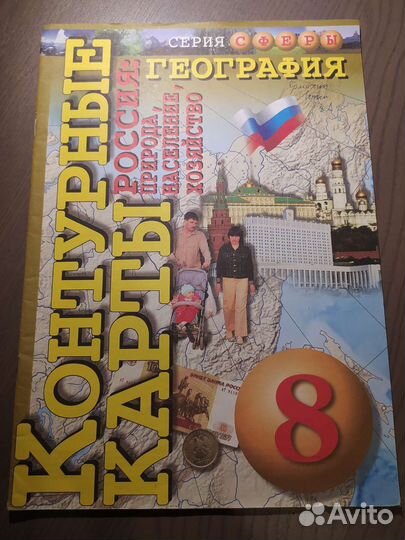 СЕРИЯ СФЕРЫ
ГЕОГРАФИЯ
КОНТУРНЫЕ
КАРТЫ
РОССИЯ:
ПРИРОДА,
НАСЕЛЕНИЕ,
ХОЗЯЙСТВО
8
Avito